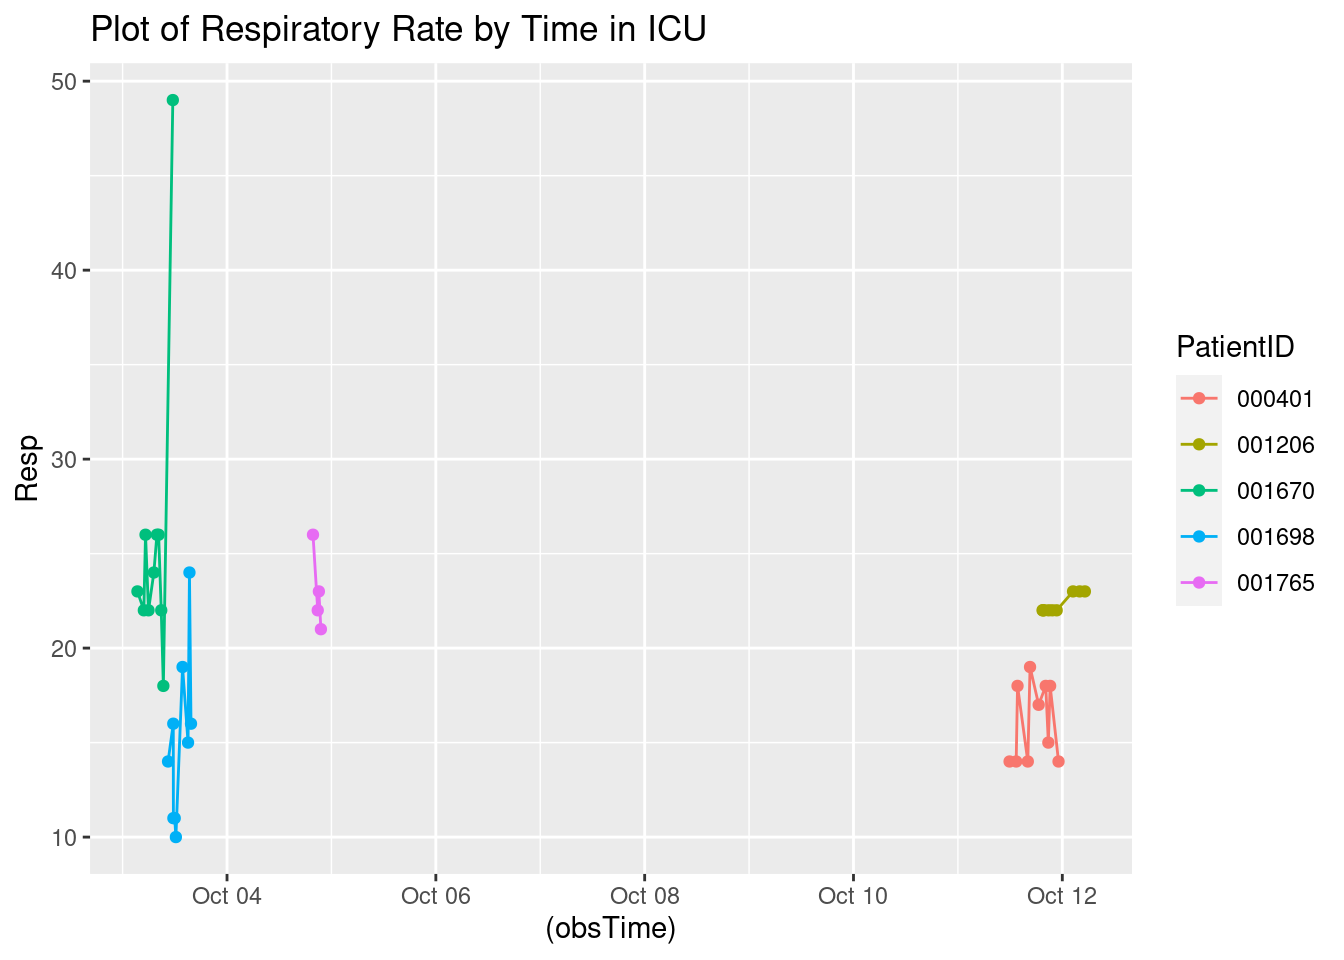 Plot of Respiratory Rate by Time in ICU
50
40
30
20
10
Resp
Oct 04 Oct 06 Oct 08 Oct 10 Oct 12
(obsTime)
PatientID
000401
001206
001670
001698
001765